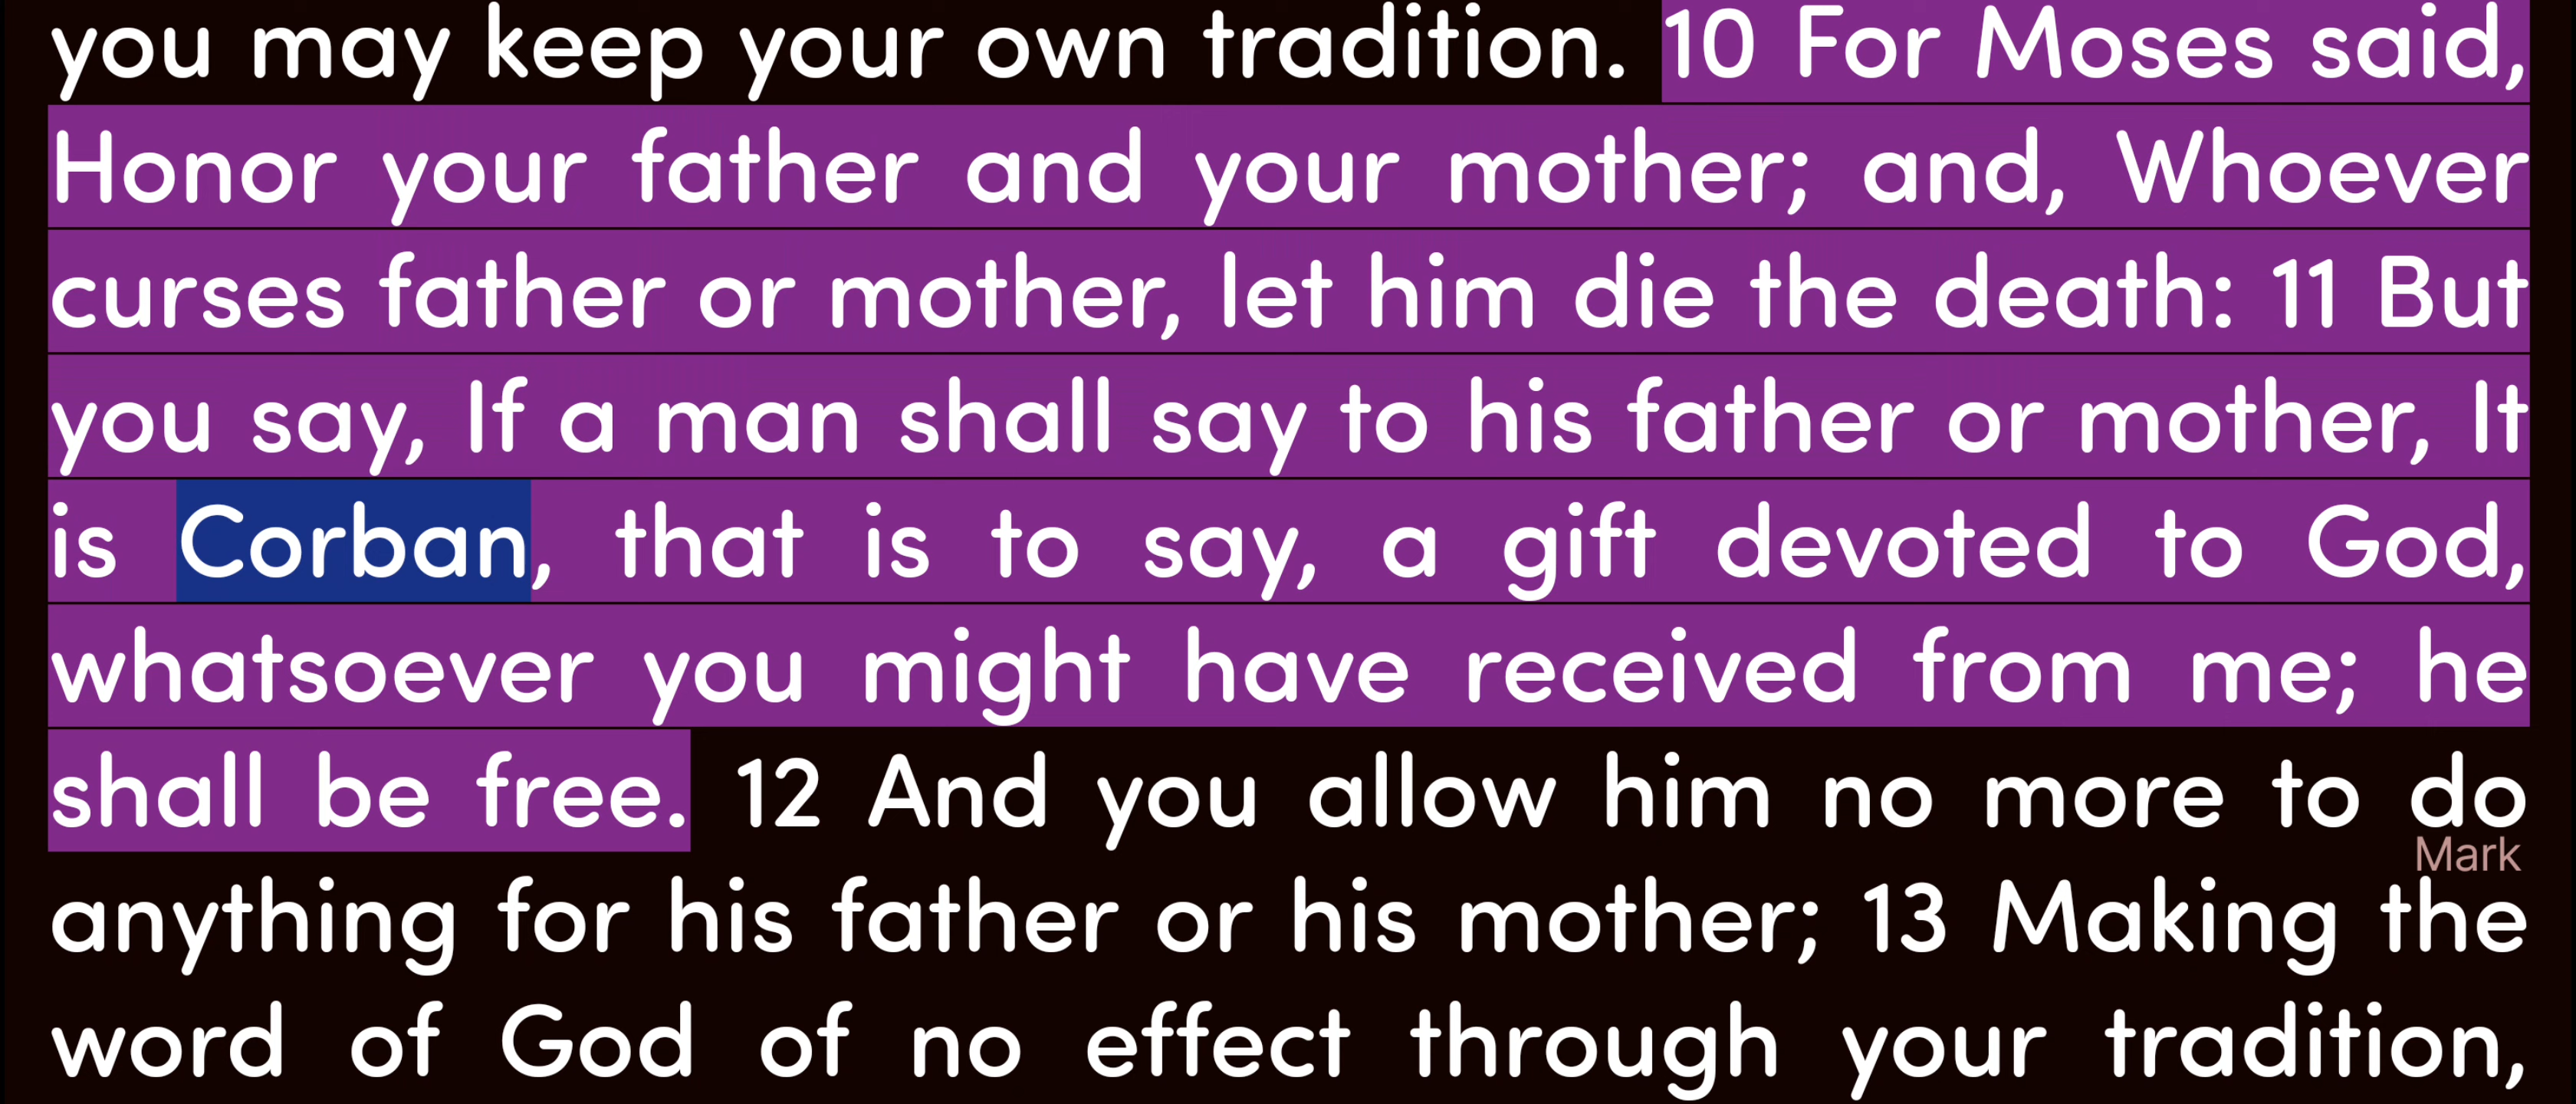 you may keep your own tradition. 10 For Moses said,
Honor your father and your mother; and, Whoever
curses father or mother, let him die the death: 11 But
you say, If a man shall say to his father or mother, It
is Corban, that is to say, a gift devoted to God,
whatsoever you might have received from me; he
shall be free. 12 And you allow him no more to do
Mark
anything for his father or his mother; 13 Making the
word of God of no effect through your tradition,